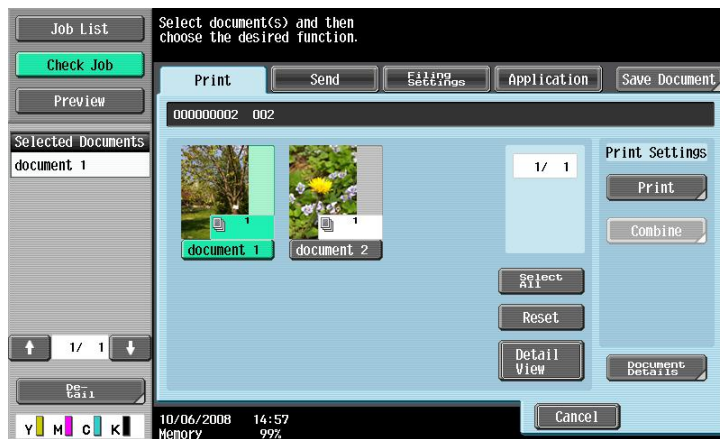 Job List
Check Job
Preview
Selected Documents
document 1
1/ 1
De-
tail
Y M C K
Select document(s) and then
choose the desired function.
Print
Send
Filing
Settings
Application
Save Document
000000002 002
1
document 1
1
document 2
1/ 1
Select
All
Reset
Detail
View
Print Settings
Print
Combine
Document
Details
Cancel
10/06/2008 14:57
Memory 99%